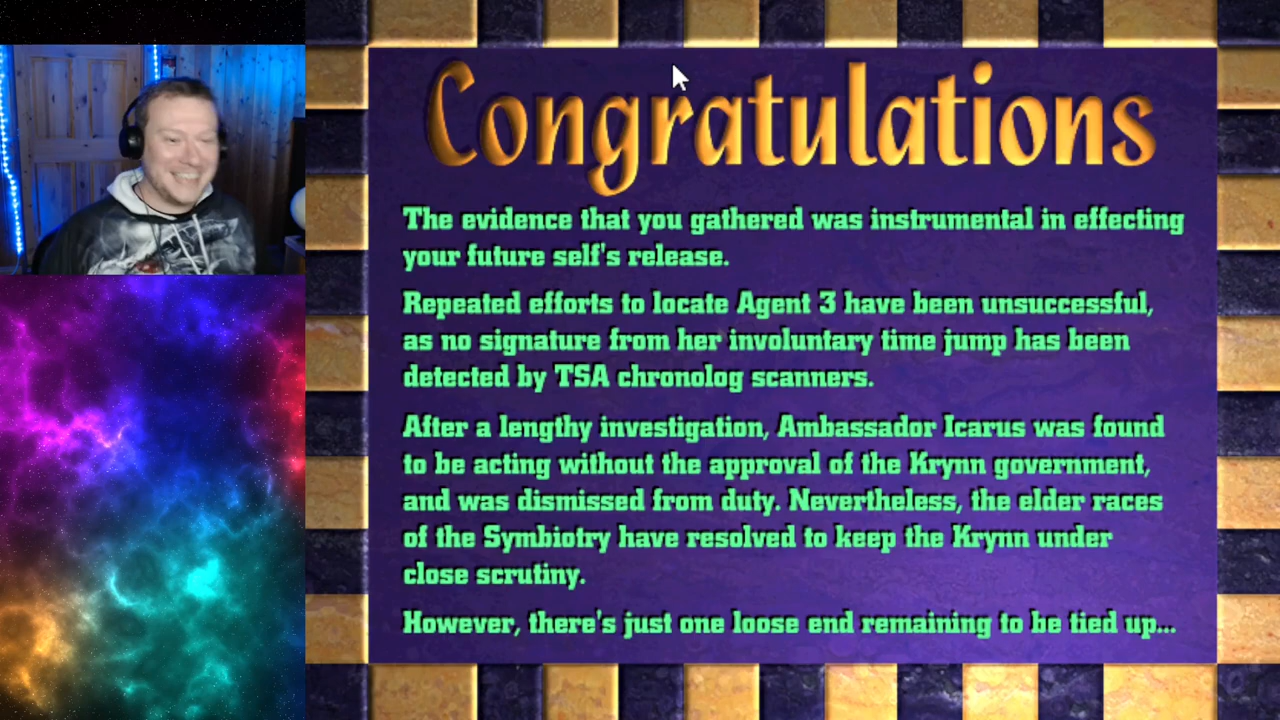 Congratulations
The evidence that you gathered was instrumental in effecting
your future self's release.
Repeated efforts to locate Agent 3 have been unsuccessful,
as no signature from her involuntary time jump has been
detected by TSA chronolog scanners.
After a lengthy investigation, Ambassador Icarus was found
to be acting without the approval of the Krynn government,
and was dismissed from duty. Nevertheless, the elder races
of the Symbiotry have resolved to keep the Krynn under
close scrutiny.
However, there's just one loose end remaining to be tied up...